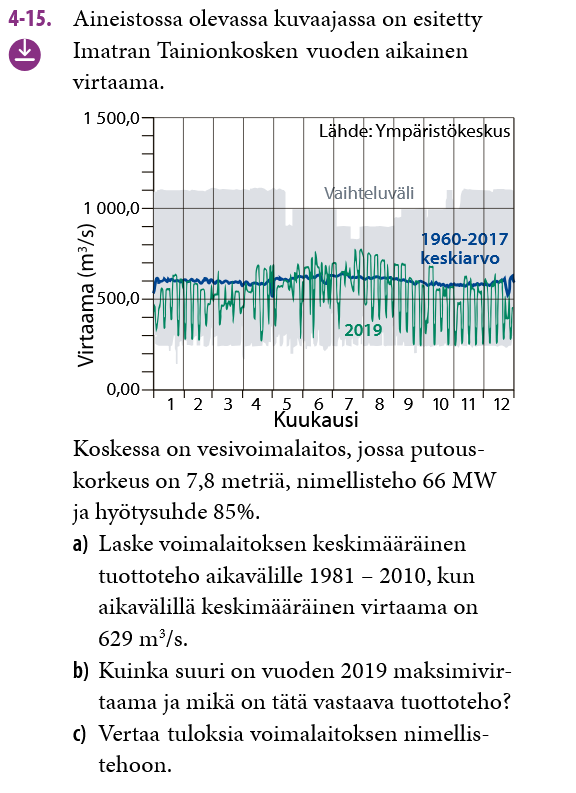 4-15. Aineistossa olevassa kuvaajassa on esitetty
Imatran Tainionkosken vuoden aikainen
virtaama.
Lähde: Ympäristökeskus
Vaihteluväli
1960-2017
keskiarvo
2019
Virtaama (m³/s)
1 500,0
1 000,0
500,0
0,00
1 2 3 4 5 6 7 8 9 10 11 12
Kuukausi
Koskessa on vesivoimalaitos, jossa putous-
korkeus on 7,8 metriä, nimellisteho 66 MW
ja hyötysuhde 85%.
a) Laske voimalaitoksen keskimääräinen
tuottoteho aikavälille 1981 – 2010, kun
aikavälillä keskimääräinen virtaama on
629 m³/s.
b) Kuinka suuri on vuoden 2019 maksimivir-
taama ja mikä on tätä vastaava tuottoteho?
c) Vertaa tuloksia voimalaitoksen nimellis-
tehoon.